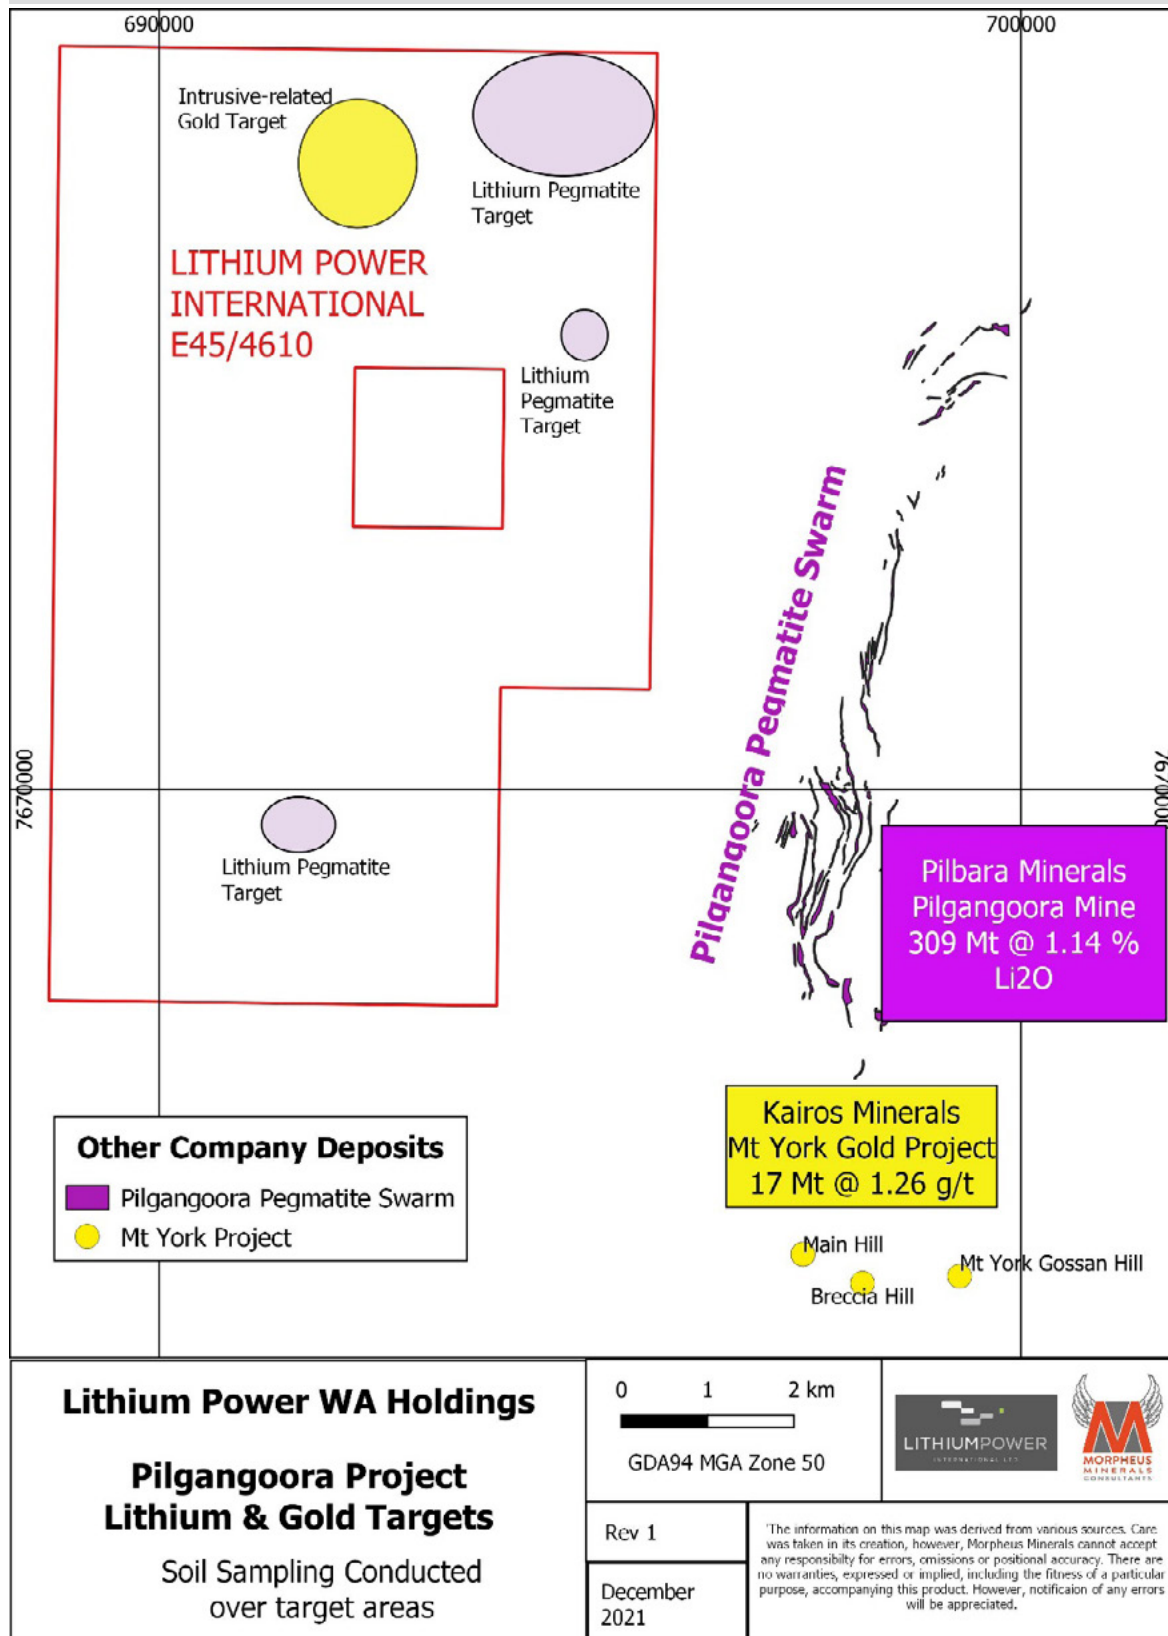 690000
700000
Intrusive-related
Gold Target
Lithium Pegmatite
Target
LITHIUM POWER
INTERNATIONAL
E45/4610
Lithium
Pegmatite
Target
Pilgangoora Pegmatite Swarm
7670000
Lithium Pegmatite
Target
Pilbara Minerals
Pilgangoora Mine
309 Mt @ 1.14 %
Li2O
Kairos Minerals
Mt York Gold Project
17 Mt @ 1.26 g/t
Other Company Deposits
Pilgangoora Pegmatite Swarm
Mt York Project
Main Hill
Mt York Gossan Hill
Breccia Hill
Lithium Power WA Holdings
Pilgangoora Project
Lithium & Gold Targets
Soil Sampling Conducted
over target areas
0 1 2 km
GDA94 MGA Zone 50
LITHIUMPOWER
INTERNATIONAL LTD
MORPHEUS
MINERALS
CONSULTANTS
Rev 1
December
2021
'The information on this map was derived from various sources. Care
was taken in its creation, however, Morpheus Minerals cannot accept
any responsibilty for errors, omissions or positional accuracy. There are
no warranties, expressed or implied, including the fitness of a particular
purpose, accompanying this product. However, notificaion of any errors
will be appreciated.